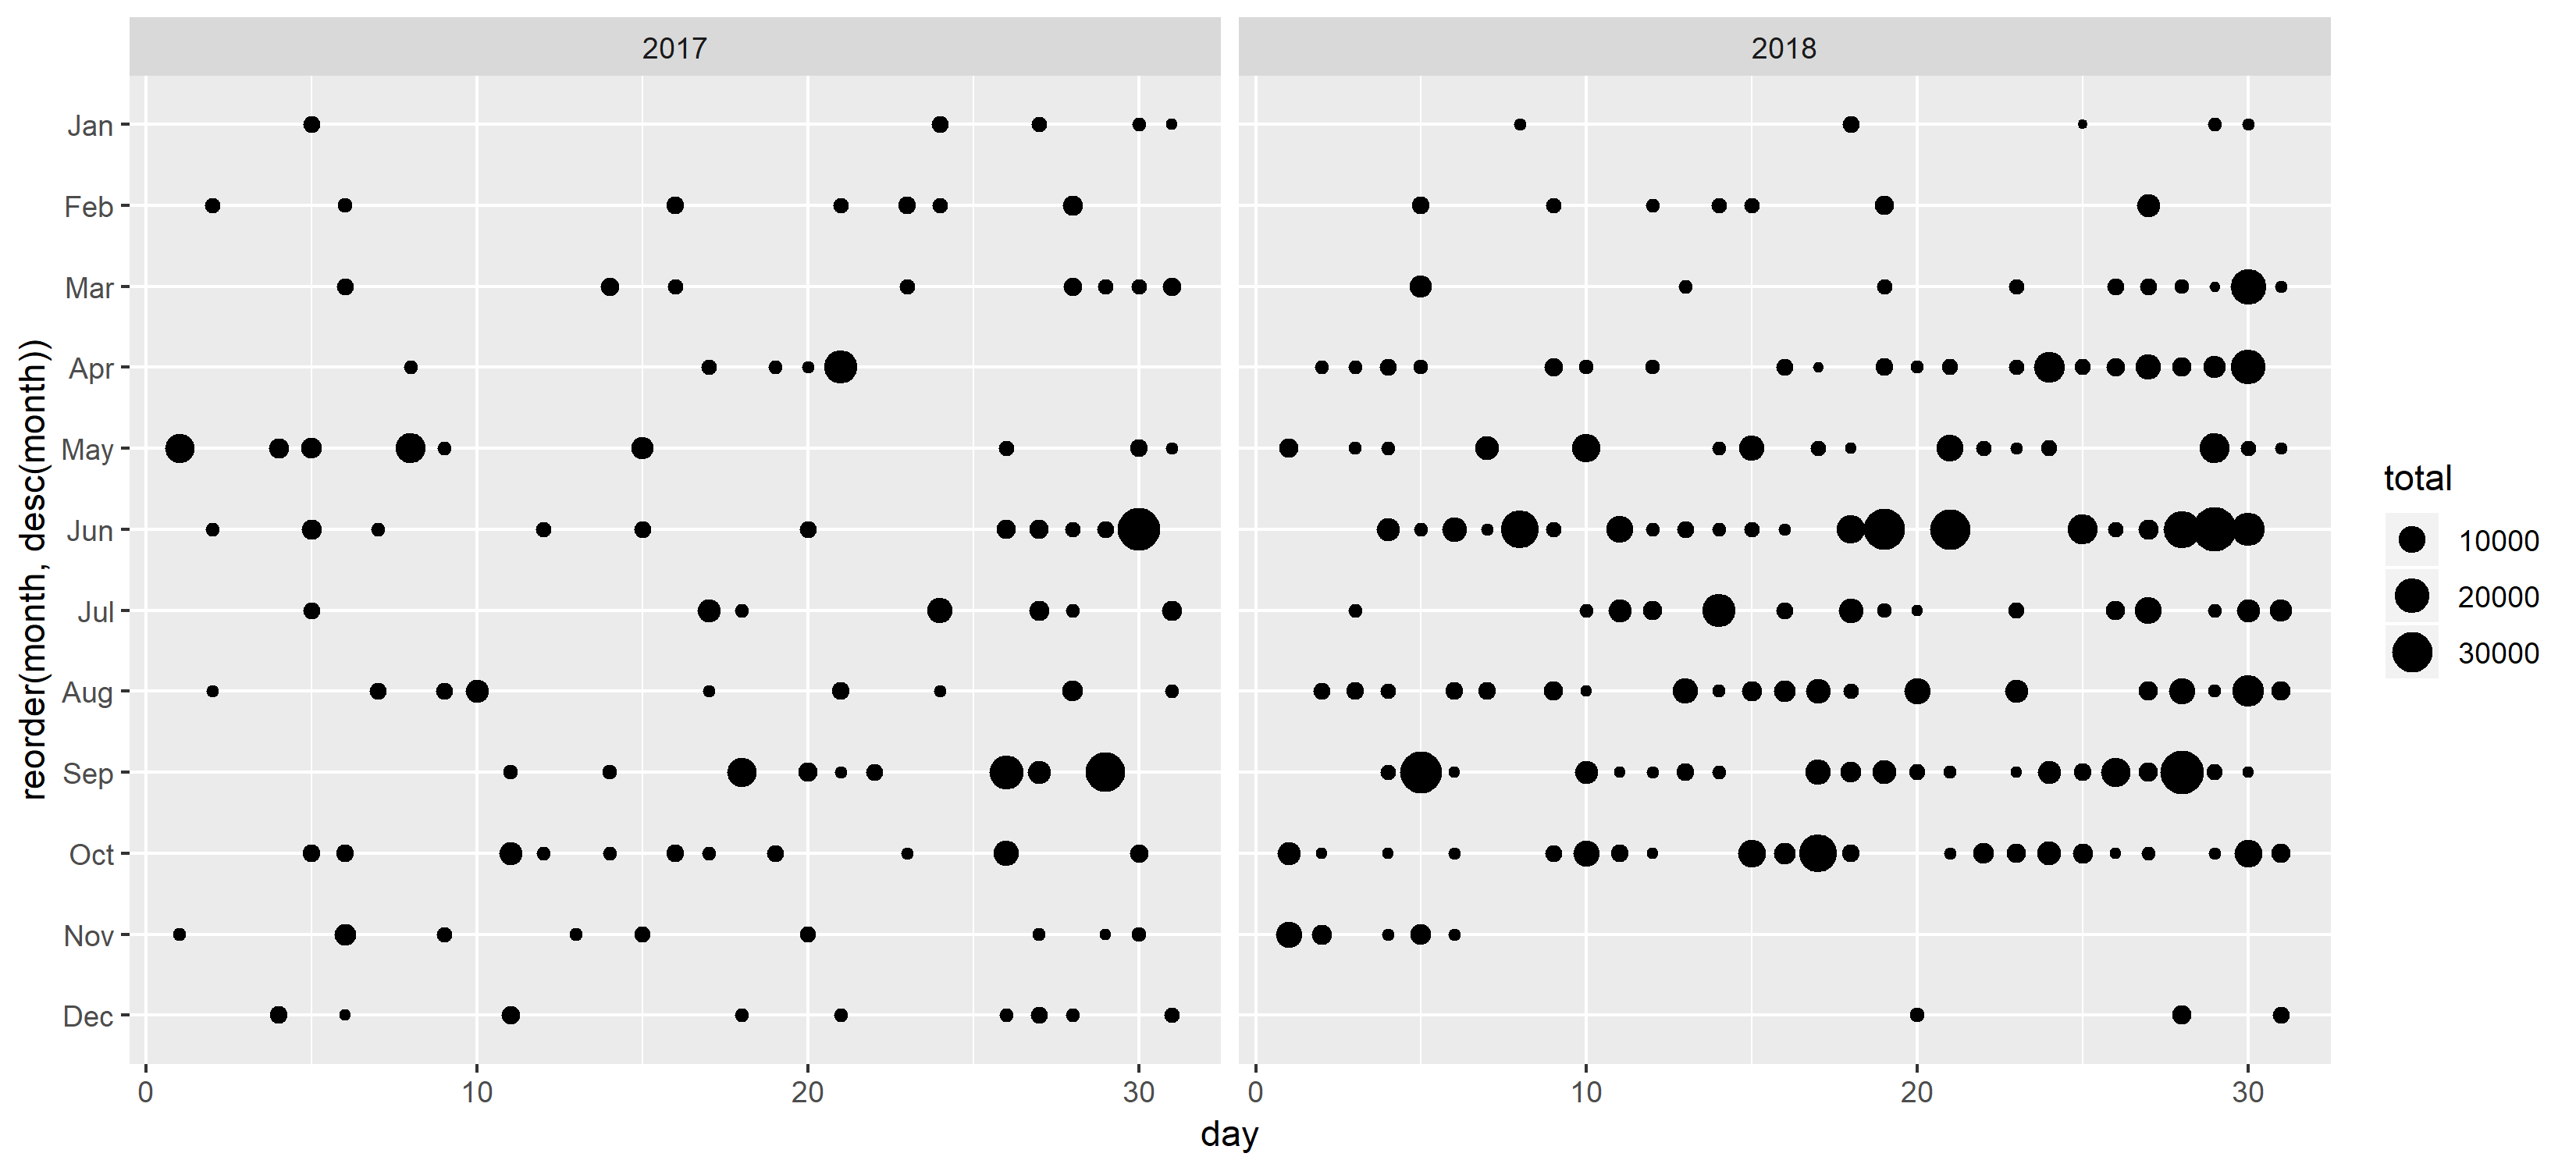 2017
2018
Jan
Feb
Mar
Apr
May
Jun
Jul
Aug
Sep
Oct
Nov
Dec
reorder(month, desc(month))
0
10
20
30
0
10
20
30
day
total
10000
20000
30000